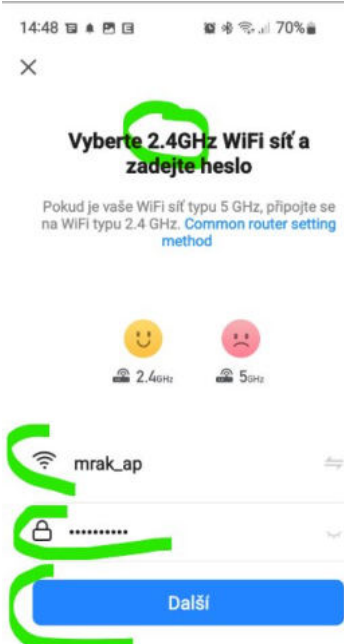 14:48 70%
Vyberte 2.4GHz WiFi síť a
zadejte heslo
Pokud je vaše WiFi síť typu 5 GHz, připojte se
na WiFi typu 2.4 GHz. Common router setting
method
2.4GHz 5GHz
mrak_ap
••••••••••
Další